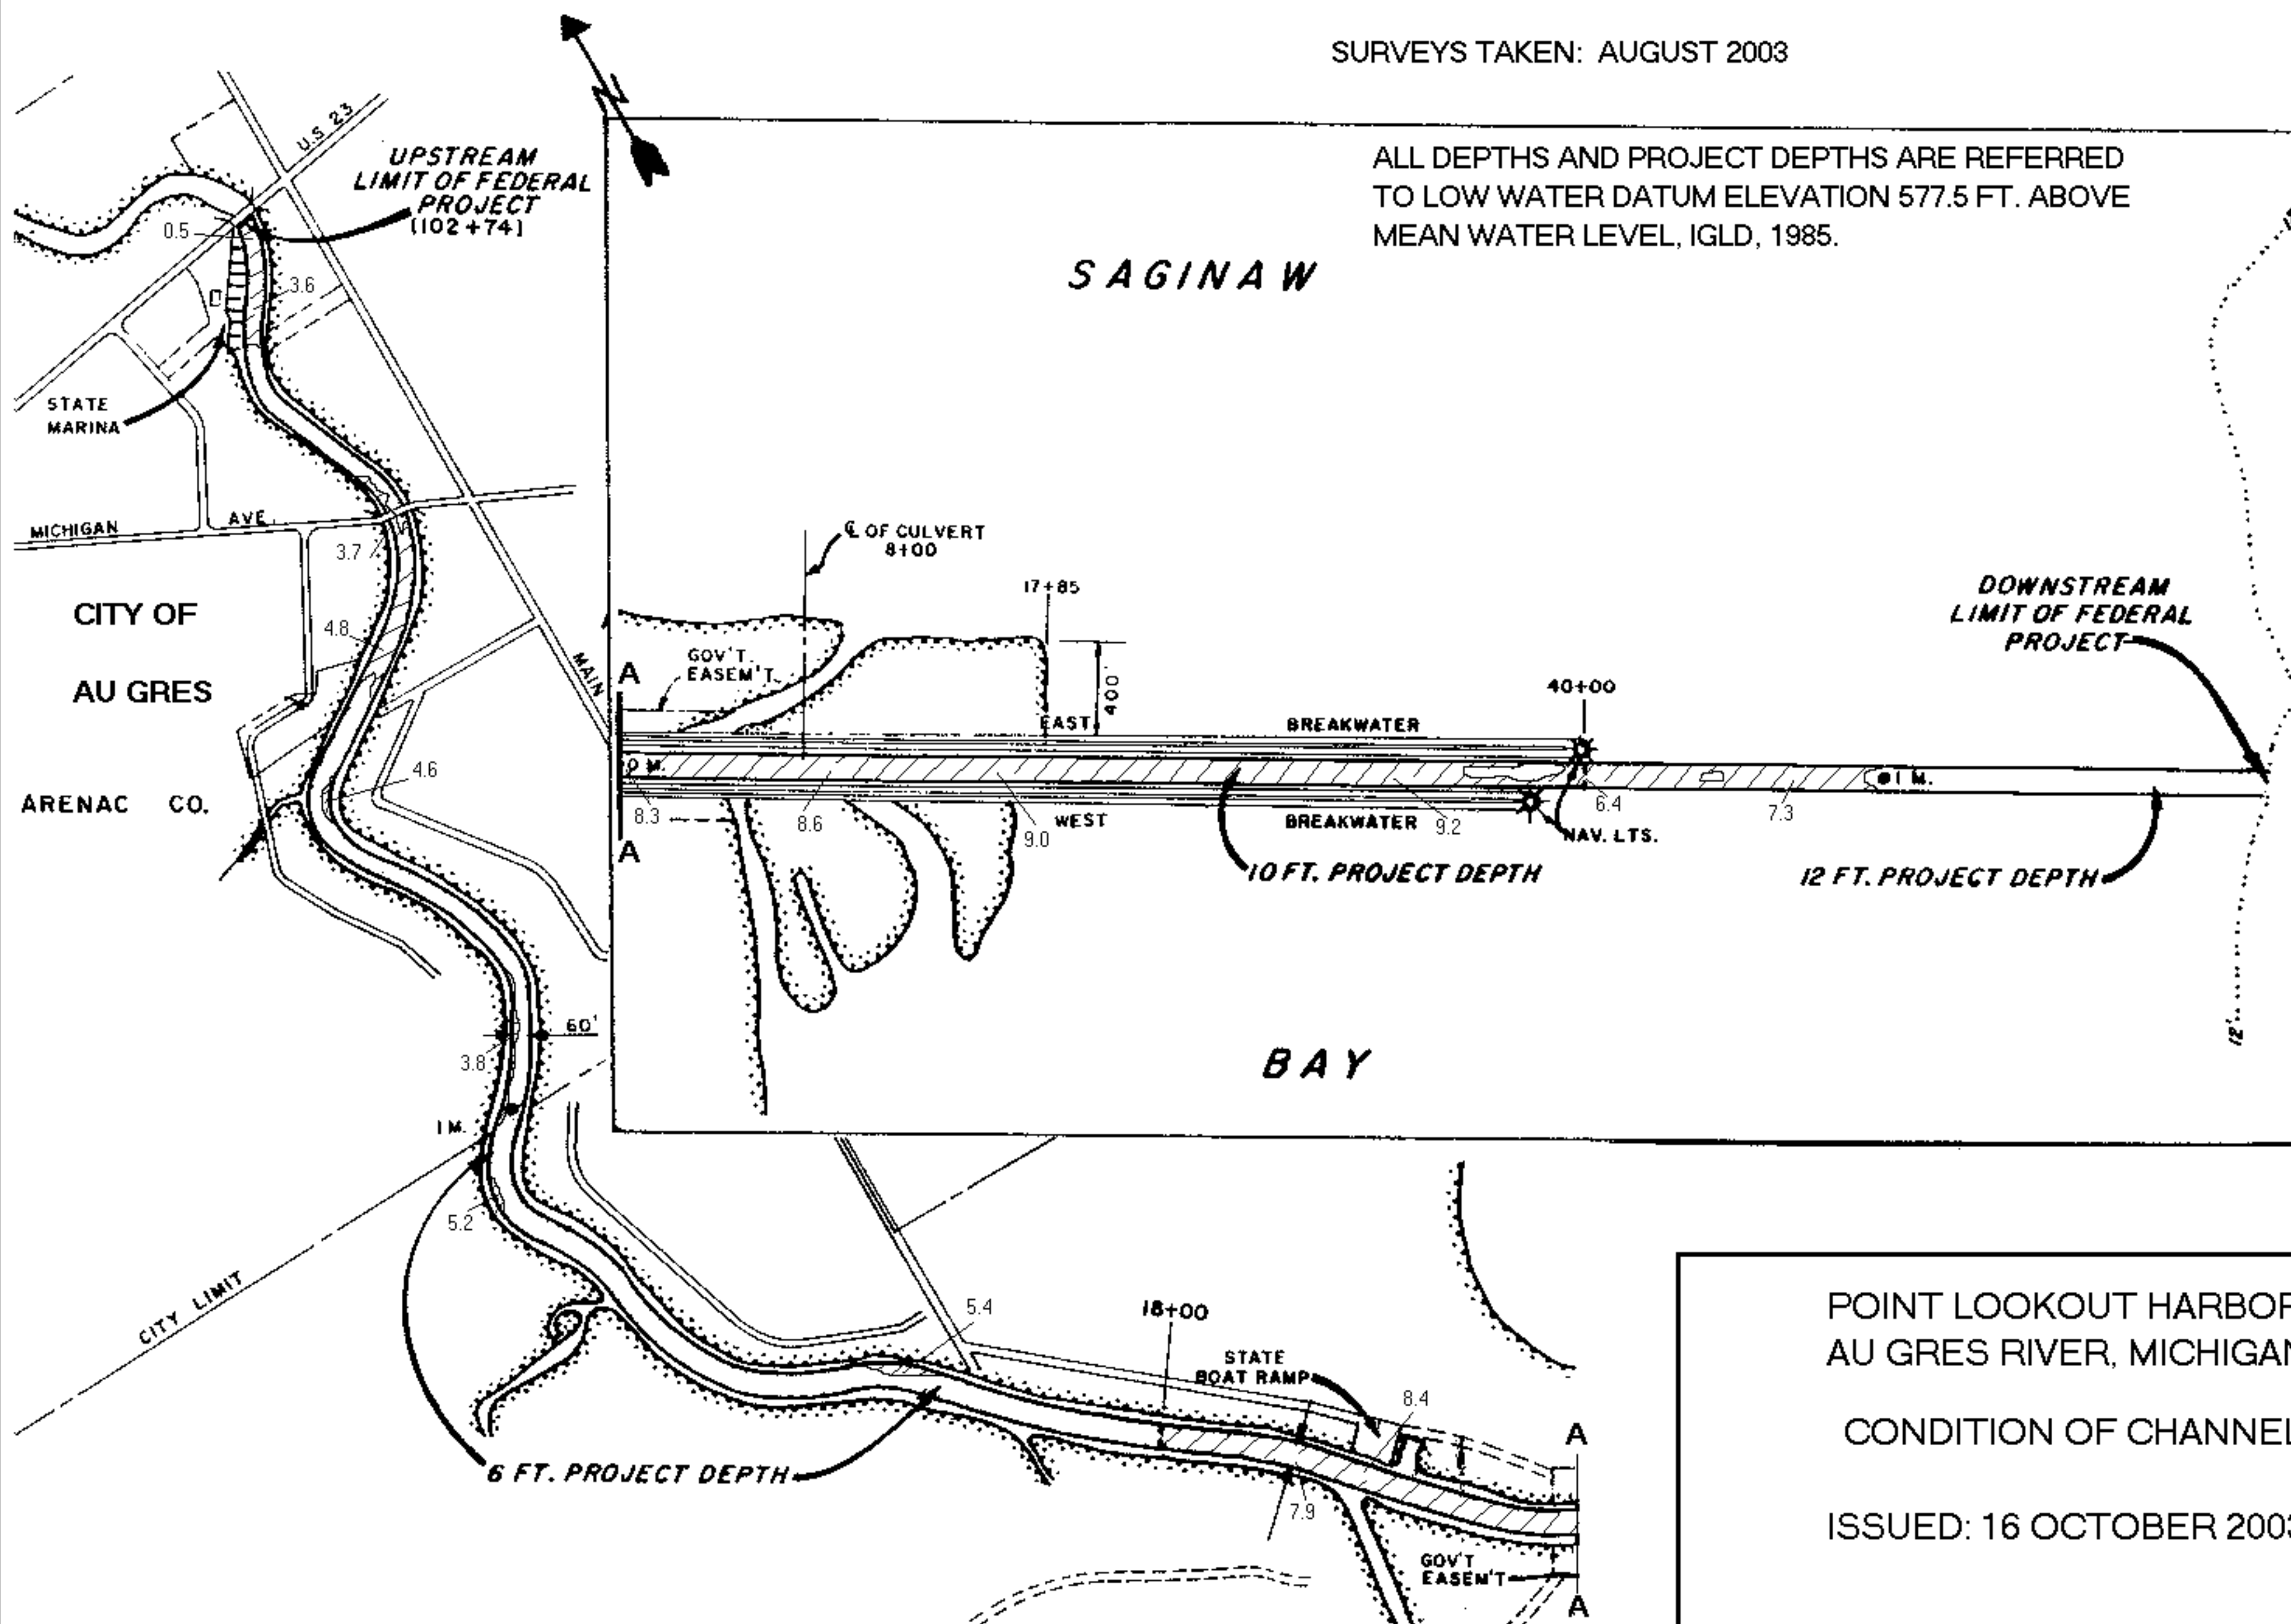 SURVEYS TAKEN: AUGUST 2003
ALL DEPTHS AND PROJECT DEPTHS ARE REFERRED
TO LOW WATER DATUM ELEVATION 577.5 FT. ABOVE
MEAN WATER LEVEL, IGLD, 1985.
U.S 23
UPSTREAM
LIMIT OF FEDERAL
PROJECT
(102+74)
0.5
3.6
STATE
MARINA
SAGINAW
MICHIGAN AVE.
3.7
CITY OF
AU GRES
ARENAC CO.
4.8
4.6
MAIN
℄ OF CULVERT
8+00
17+85
GOV'T.
EASEM'T.
400'
A
A
0 M.
EAST BREAKWATER
40+00
DOWNSTREAM
LIMIT OF FEDERAL
PROJECT
1 M.
8.3
8.6
9.0
WEST BREAKWATER
9.2
6.4
7.3
NAV. LTS.
10 FT. PROJECT DEPTH
12 FT. PROJECT DEPTH
12'
BAY
60'
3.8
1 M.
5.2
CITY LIMIT
5.4
18+00
STATE
BOAT RAMP
8.4
6 FT. PROJECT DEPTH
7.9
A
GOV'T
EASEM'T
A
POINT LOOKOUT HARBOR
AU GRES RIVER, MICHIGAN
CONDITION OF CHANNEL
ISSUED: 16 OCTOBER 2003